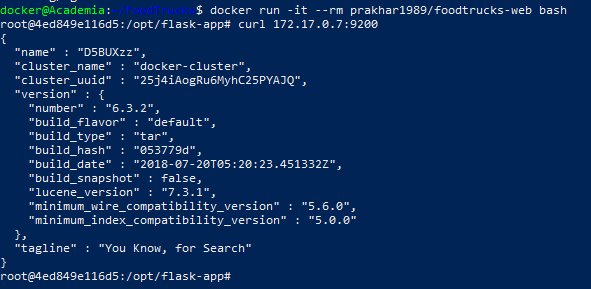 docker@Academia:~/FoodTrucks$ docker run -it --rm prakhar1989/foodtrucks-web bash
root@4ed849e116d5:/opt/flask-app# curl 172.17.0.7:9200
{
  "name" : "D5BUXzz",
  "cluster_name" : "docker-cluster",
  "cluster_uuid" : "25j4iAogRu6MyhC25PYAJQ",
  "version" : {
    "number" : "6.3.2",
    "build_flavor" : "default",
    "build_type" : "tar",
    "build_hash" : "053779d",
    "build_date" : "2018-07-20T05:20:23.451332Z",
    "build_snapshot" : false,
    "lucene_version" : "7.3.1",
    "minimum_wire_compatibility_version" : "5.6.0",
    "minimum_index_compatibility_version" : "5.0.0"
  },
  "tagline" : "You Know, for Search"
}
root@4ed849e116d5:/opt/flask-app#